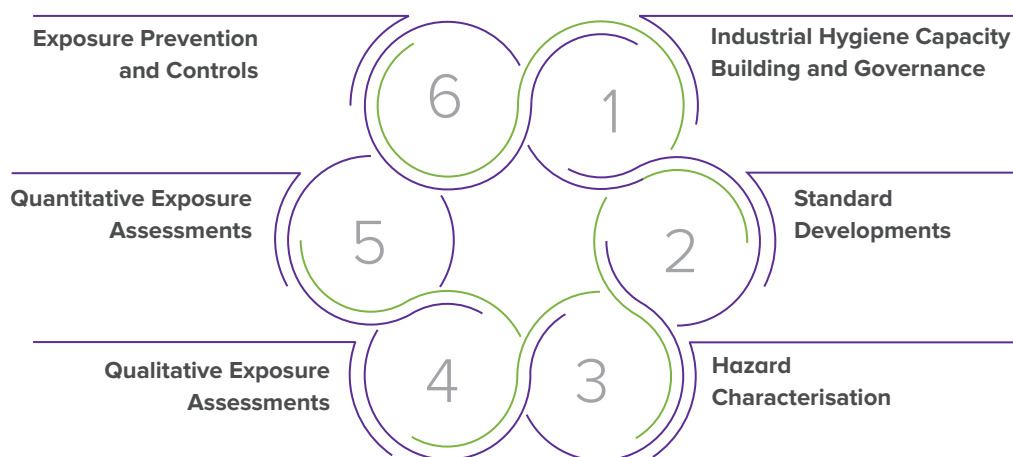 Exposure Prevention
and Controls
6
1
Industrial Hygiene Capacity
Building and Governance
Quantitative Exposure
Assessments
5
2
Standard
Developments
Qualitative Exposure
Assessments
4
3
Hazard
Characterisation